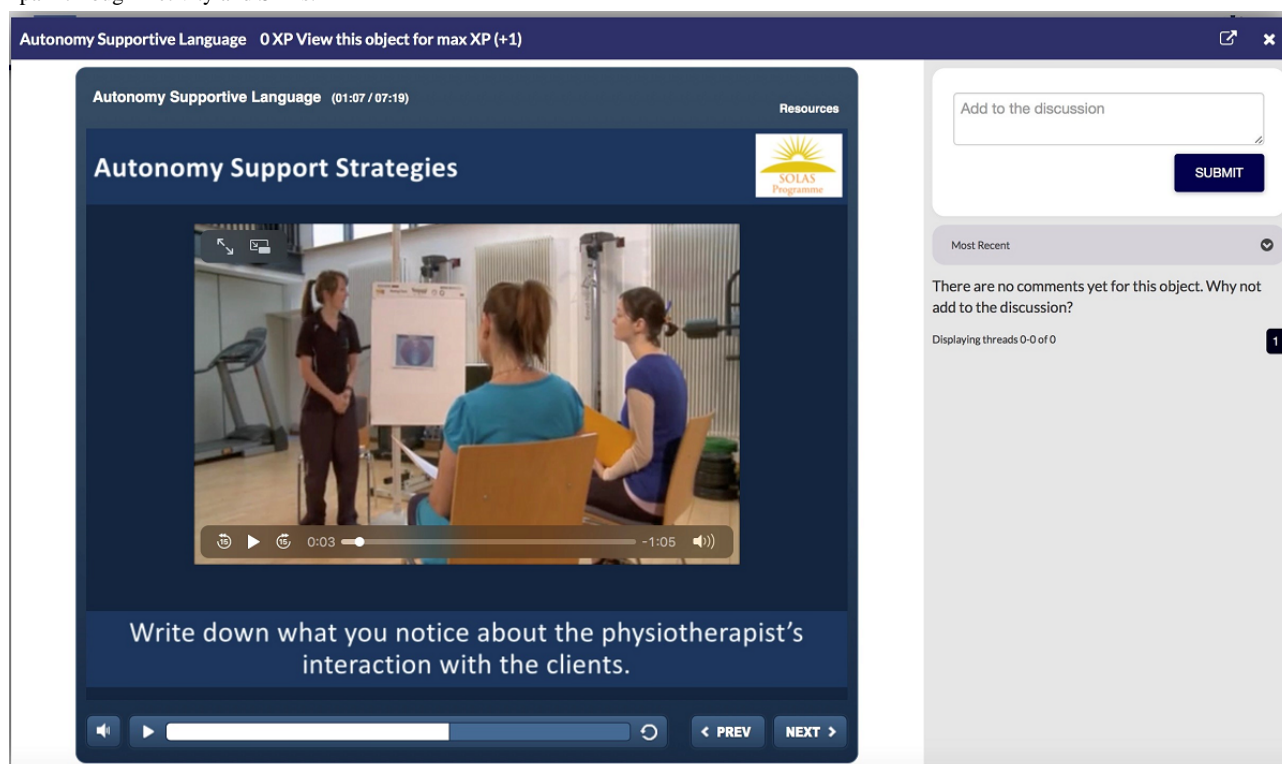 Autonomy Supportive Language 0 XP View this object for max XP (+1)
Autonomy Supportive Language (01:07 / 07:19)
Resources
Autonomy Support Strategies
SOLAS
Programme
15
15
0:03
-1:05
Write down what you notice about the physiotherapist's
interaction with the clients.
< PREV
NEXT >
Add to the discussion
SUBMIT
Most Recent
There are no comments yet for this object. Why not
add to the discussion?
Displaying threads 0-0 of 0
1